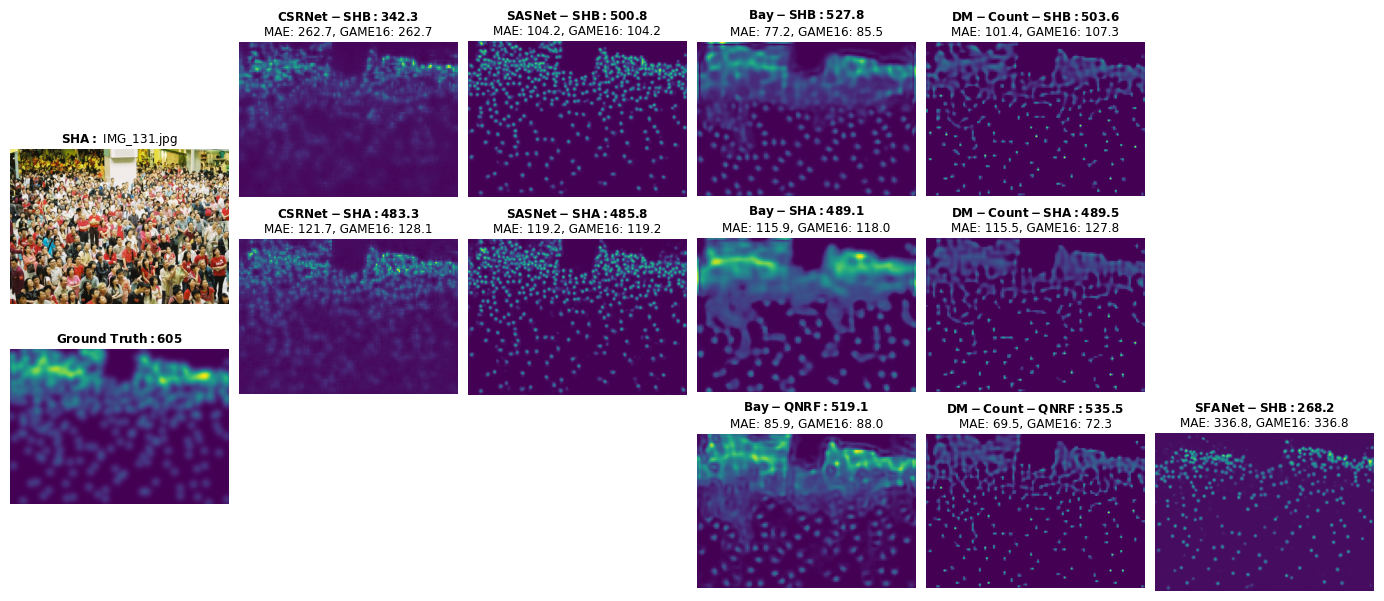 CSRNet−SHB: 342.3
MAE: 262.7, GAME16: 262.7
SASNet−SHB: 500.8
MAE: 104.2, GAME16: 104.2
Bay−SHB: 527.8
MAE: 77.2, GAME16: 85.5
DM−Count−SHB: 503.6
MAE: 101.4, GAME16: 107.3
SHA: IMG_131.jpg
CSRNet−SHA: 483.3
MAE: 121.7, GAME16: 128.1
SASNet−SHA: 485.8
MAE: 119.2, GAME16: 119.2
Bay−SHA: 489.1
MAE: 115.9, GAME16: 118.0
DM−Count−SHA: 489.5
MAE: 115.5, GAME16: 127.8
Ground Truth: 605
Bay−QNRF: 519.1
MAE: 85.9, GAME16: 88.0
DM−Count−QNRF: 535.5
MAE: 69.5, GAME16: 72.3
SFANet−SHB: 268.2
MAE: 336.8, GAME16: 336.8